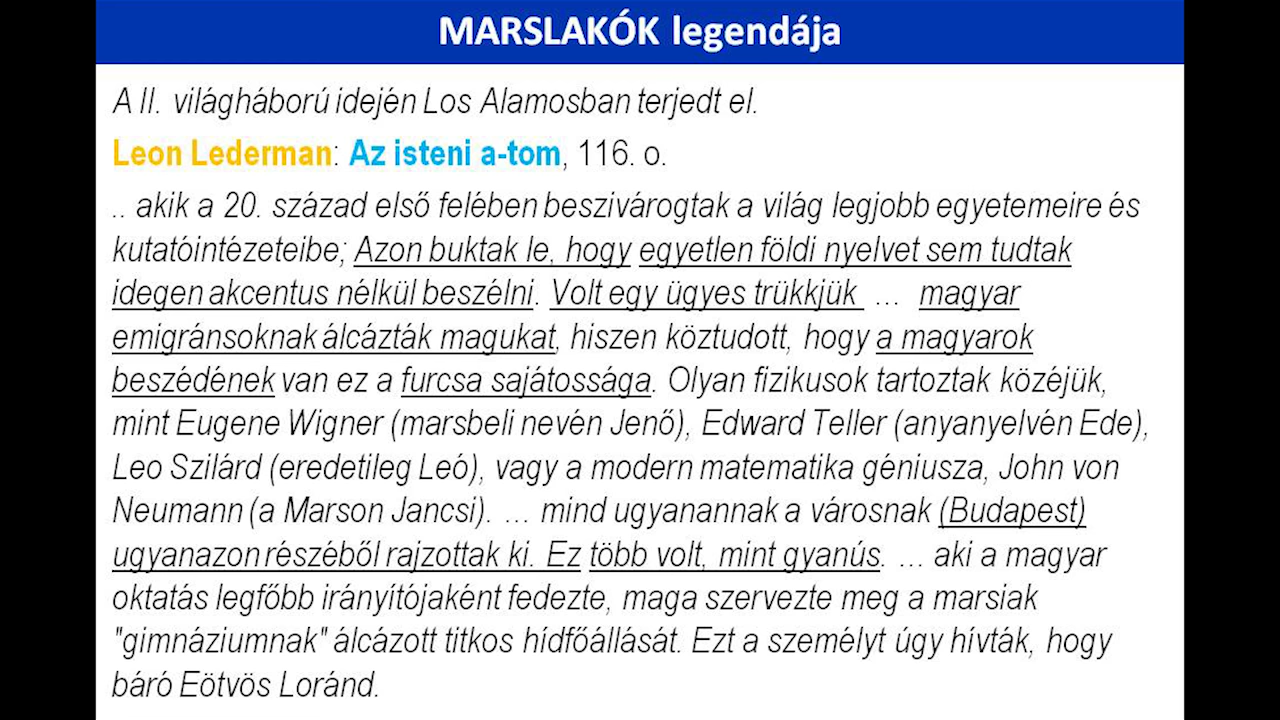 MARSLAKÓK legendája
A II. világháború idején Los Alamosban terjedt el.
Leon Lederman: Az isteni a-tom, 116. o.
.. akik a 20. század első felében beszivárogtak a világ legjobb egyetemeire és
kutatóintézeteibe; Azon buktak le, hogy egyetlen földi nyelvet sem tudtak
idegen akcentus nélkül beszélni. Volt egy ügyes trükkjük … magyar
emigránsoknak álcázták magukat, hiszen köztudott, hogy a magyarok
beszédének van ez a furcsa sajátossága. Olyan fizikusok tartoztak közéjük,
mint Eugene Wigner (marsbeli nevén Jenő), Edward Teller (anyanyelvén Ede),
Leo Szilárd (eredetileg Leó), vagy a modern matematika géniusza, John von
Neumann (a Marson Jancsi). … mind ugyanannak a városnak (Budapest)
ugyanazon részéből rajzottak ki. Ez több volt, mint gyanús. … aki a magyar
oktatás legfőbb irányítójaként fedezte, maga szervezte meg a marsiak
"gimnáziumnak" álcázott titkos hídfőállását. Ezt a személyt úgy hívták, hogy
báró Eötvös Loránd.